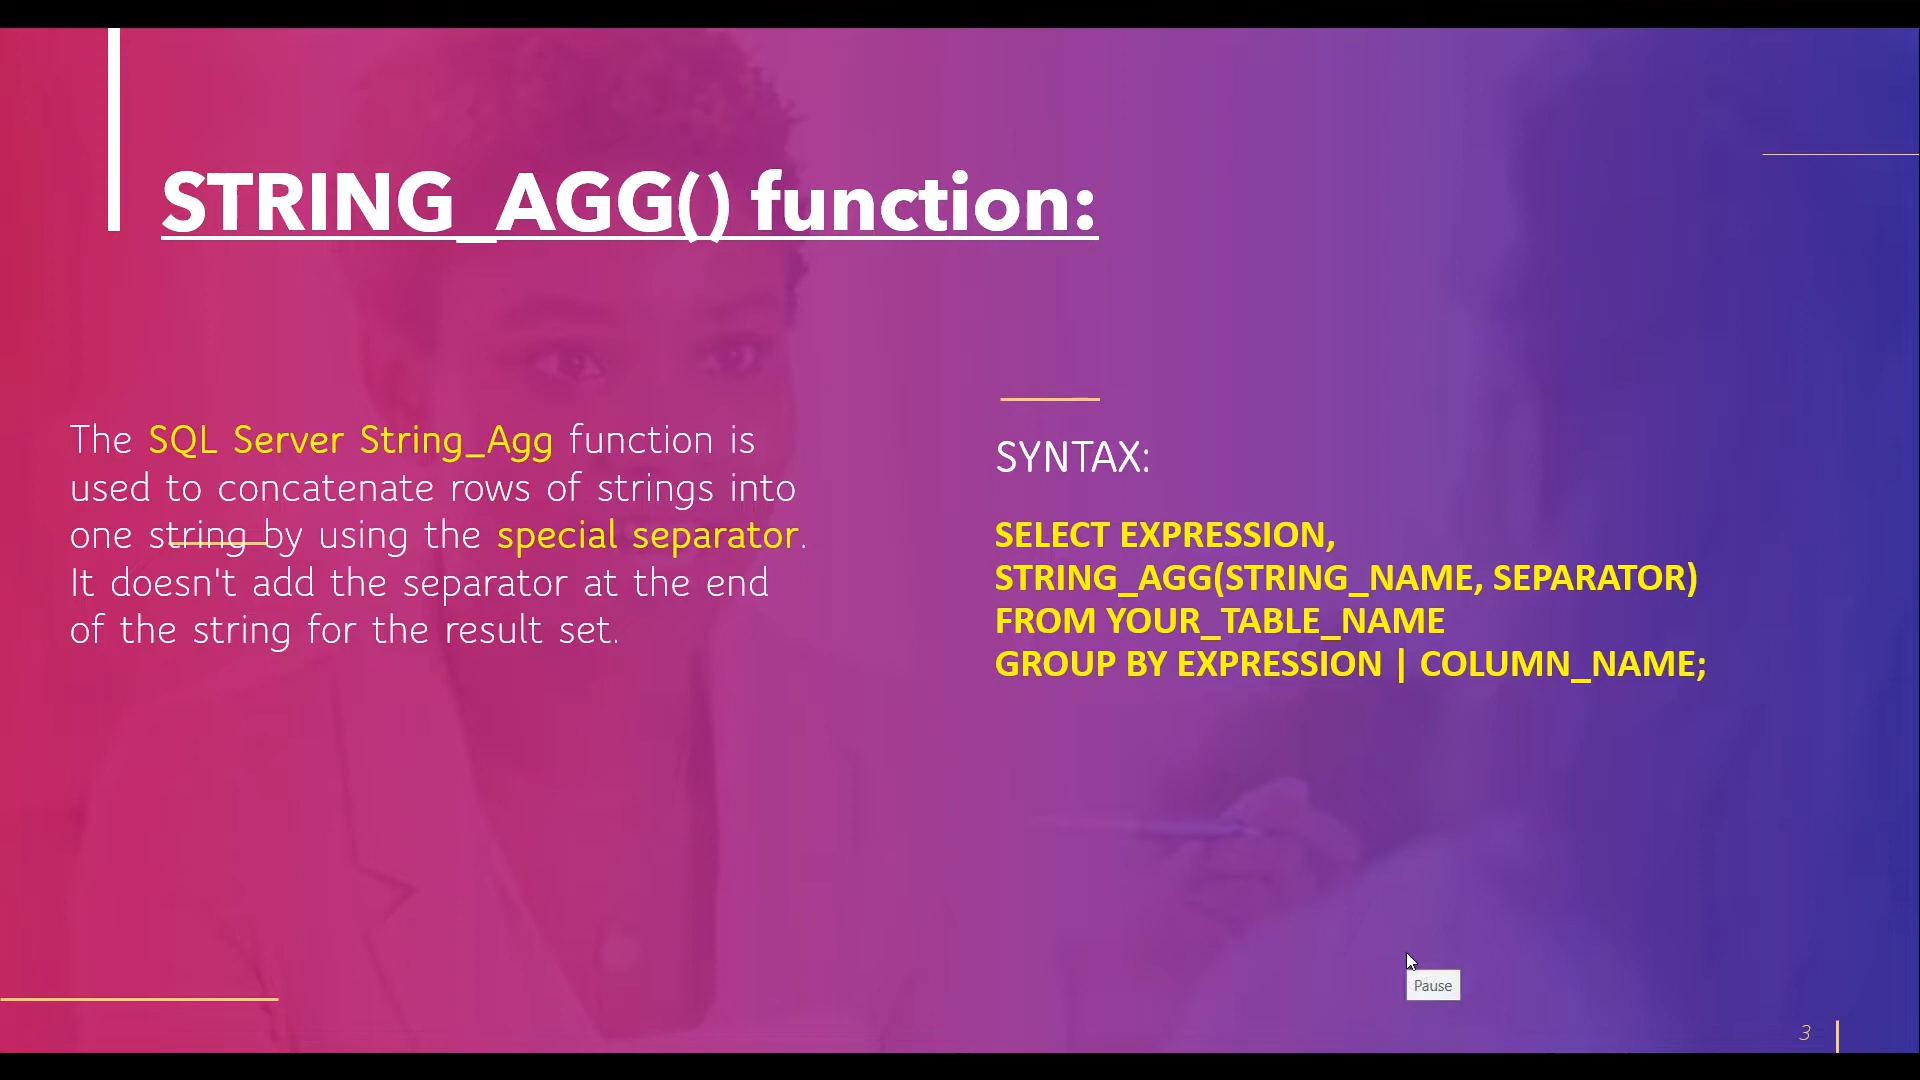 STRING_AGG() function:
The SQL Server String_Agg function is
used to concatenate rows of strings into
one string by using the special separator.
It doesn't add the separator at the end
of the string for the result set.
SYNTAX:
SELECT EXPRESSION,
STRING_AGG(STRING_NAME, SEPARATOR)
FROM YOUR_TABLE_NAME
GROUP BY EXPRESSION | COLUMN_NAME;
Pause
3